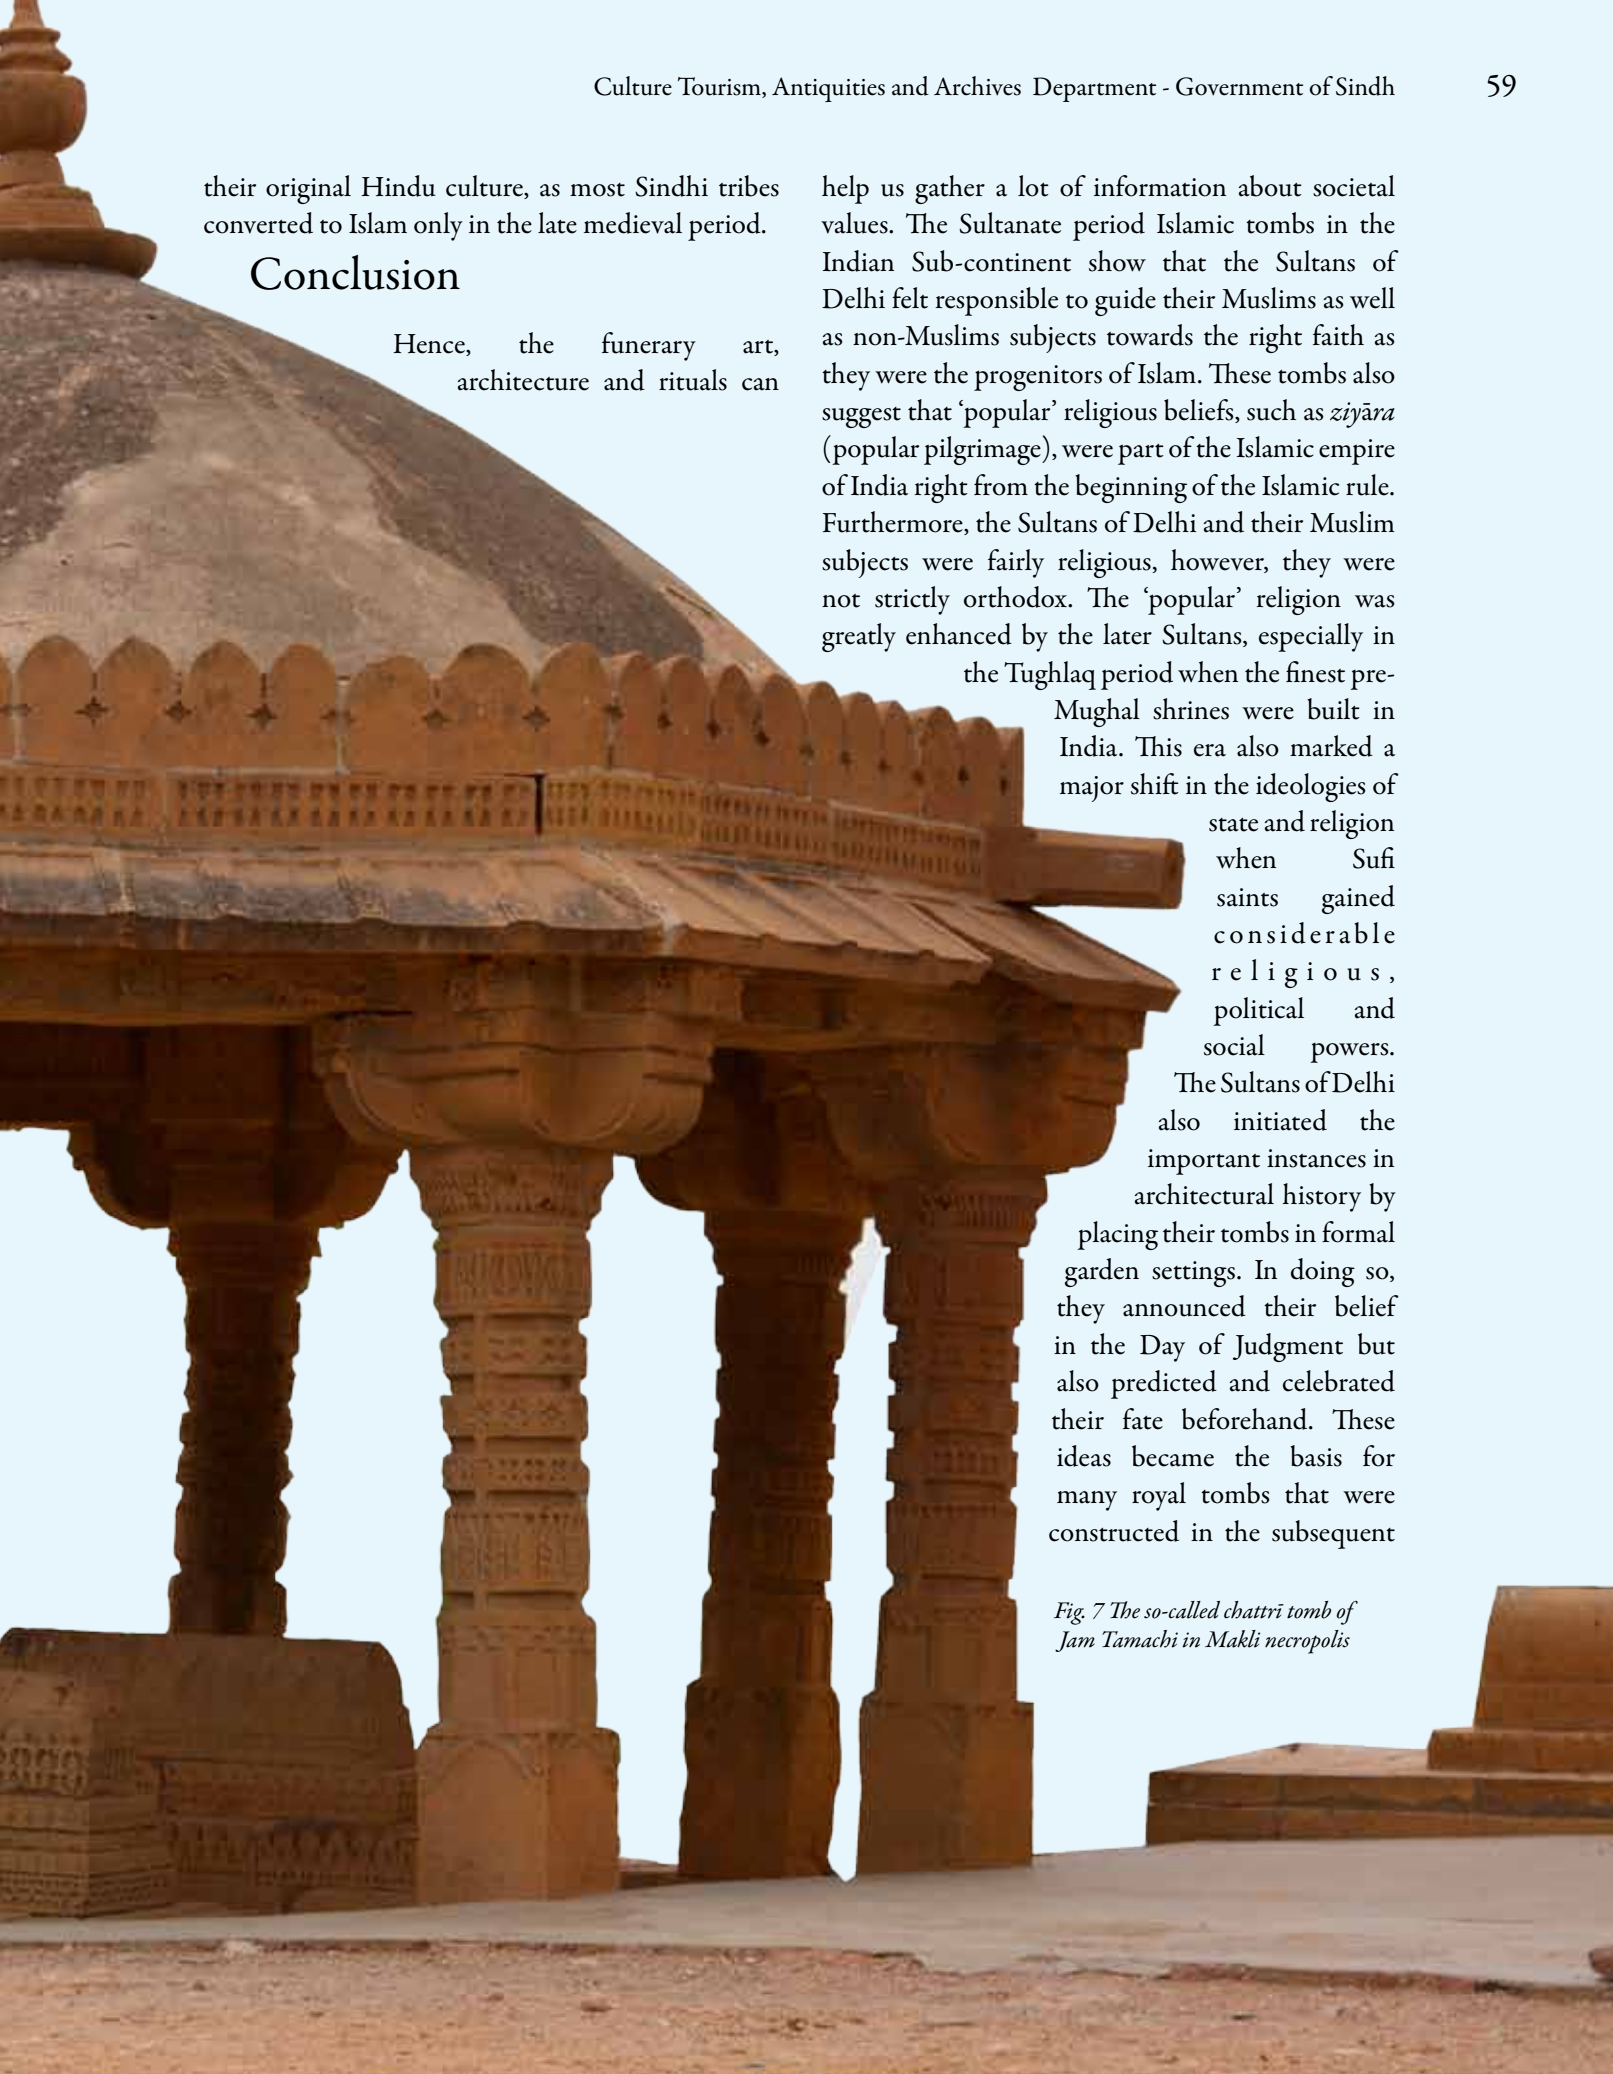 Culture Tourism, Antiquities and Archives Department - Government of Sindh
59
their original Hindu culture, as most Sindhi tribes
converted to Islam only in the late medieval period.
Conclusion
Hence, the funerary art,
architecture and rituals can
help us gather a lot of information about societal
values. The Sultanate period Islamic tombs in the
Indian Sub-continent show that the Sultans of
Delhi felt responsible to guide their Muslims as well
as non-Muslims subjects towards the right faith as
they were the progenitors of Islam. These tombs also
suggest that ‘popular’ religious beliefs, such as ziyāra
(popular pilgrimage), were part of the Islamic empire
of India right from the beginning of the Islamic rule.
Furthermore, the Sultans of Delhi and their Muslim
subjects were fairly religious, however, they were
not strictly orthodox. The ‘popular’ religion was
greatly enhanced by the later Sultans, especially in
the Tughlaq period when the finest pre-
Mughal shrines were built in
India. This era also marked a
major shift in the ideologies of
state and religion
when Sufi
saints gained
considerable
religious,
political and
social powers.
The Sultans of Delhi
also initiated the
important instances in
architectural history by
placing their tombs in formal
garden settings. In doing so,
they announced their belief
in the Day of Judgment but
also predicted and celebrated
their fate beforehand. These
ideas became the basis for
many royal tombs that were
constructed in the subsequent
Fig. 7 The so-called chattrī tomb of
Jam Tamachi in Makli necropolis